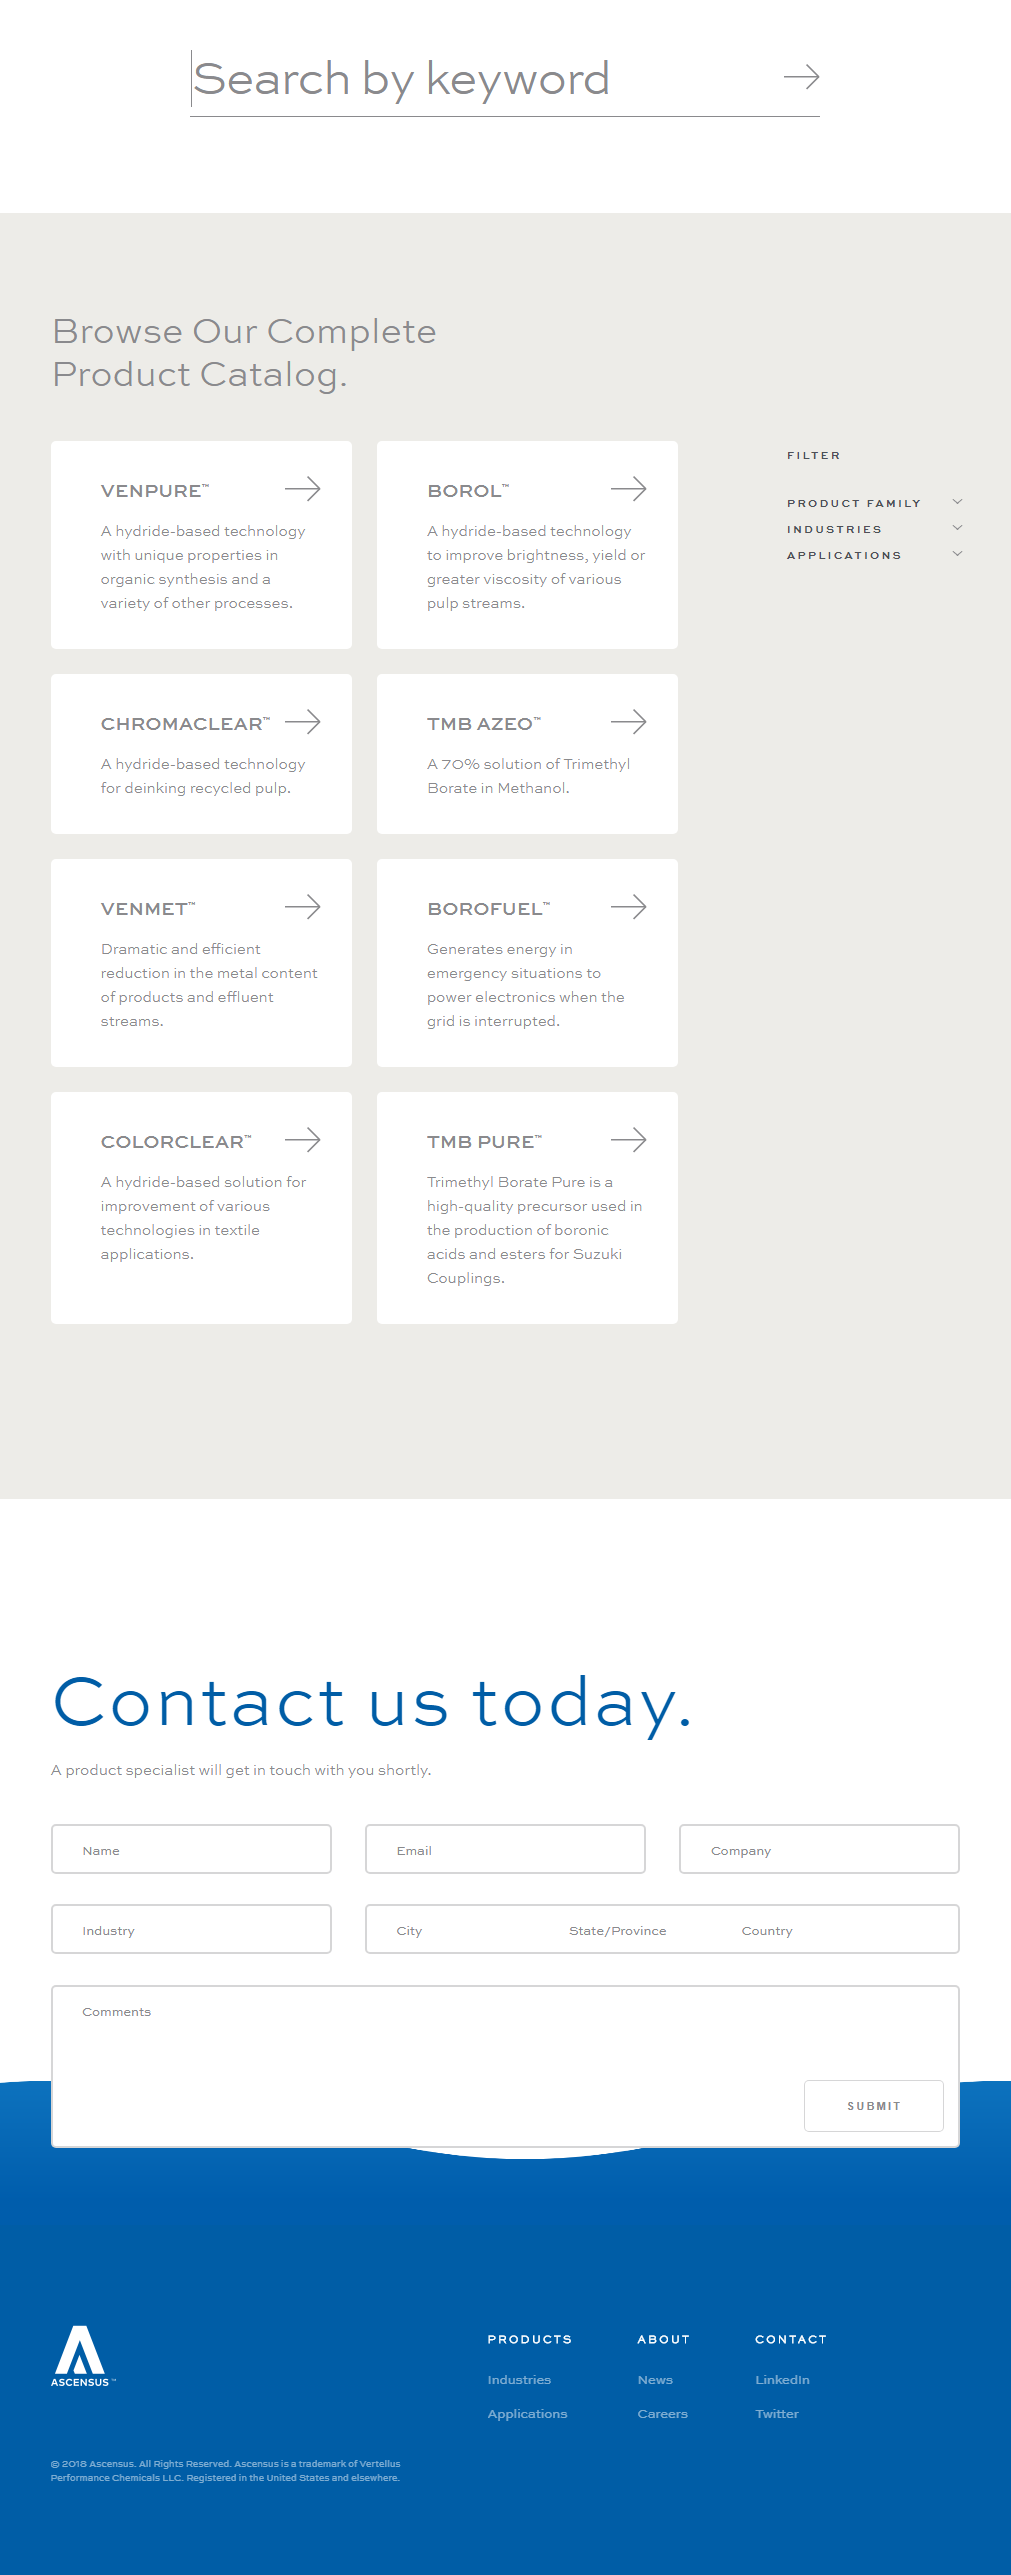 Search by keyword
Browse Our Complete
Product Catalog.
VENPURE™
A hydride-based technology
with unique properties in
organic synthesis and a
variety of other processes.
BOROL™
A hydride-based technology
to improve brightness, yield or
greater viscosity of various
pulp streams.
FILTER
PRODUCT FAMILY
INDUSTRIES
APPLICATIONS
CHROMACLEAR™
A hydride-based technology
for deinking recycled pulp.
TMB AZEO™
A 70% solution of Trimethyl
Borate in Methanol.
VENMET™
Dramatic and efficient
reduction in the metal content
of products and effluent
streams.
BOROFUEL™
Generates energy in
emergency situations to
power electronics when the
grid is interrupted.
COLORCLEAR™
A hydride-based solution for
improvement of various
technologies in textile
applications.
TMB PURE™
Trimethyl Borate Pure is a
high-quality precursor used in
the production of boronic
acids and esters for Suzuki
Couplings.
Contact us today.
A product specialist will get in touch with you shortly.
Name
Email
Company
Industry
City
State/Province
Country
Comments
SUBMIT
ASCENSUS™
PRODUCTS
Industries
Applications
ABOUT
News
Careers
CONTACT
LinkedIn
Twitter
© 2018 Ascensus. All Rights Reserved. Ascensus is a trademark of Vertellus
Performance Chemicals LLC. Registered in the United States and elsewhere.